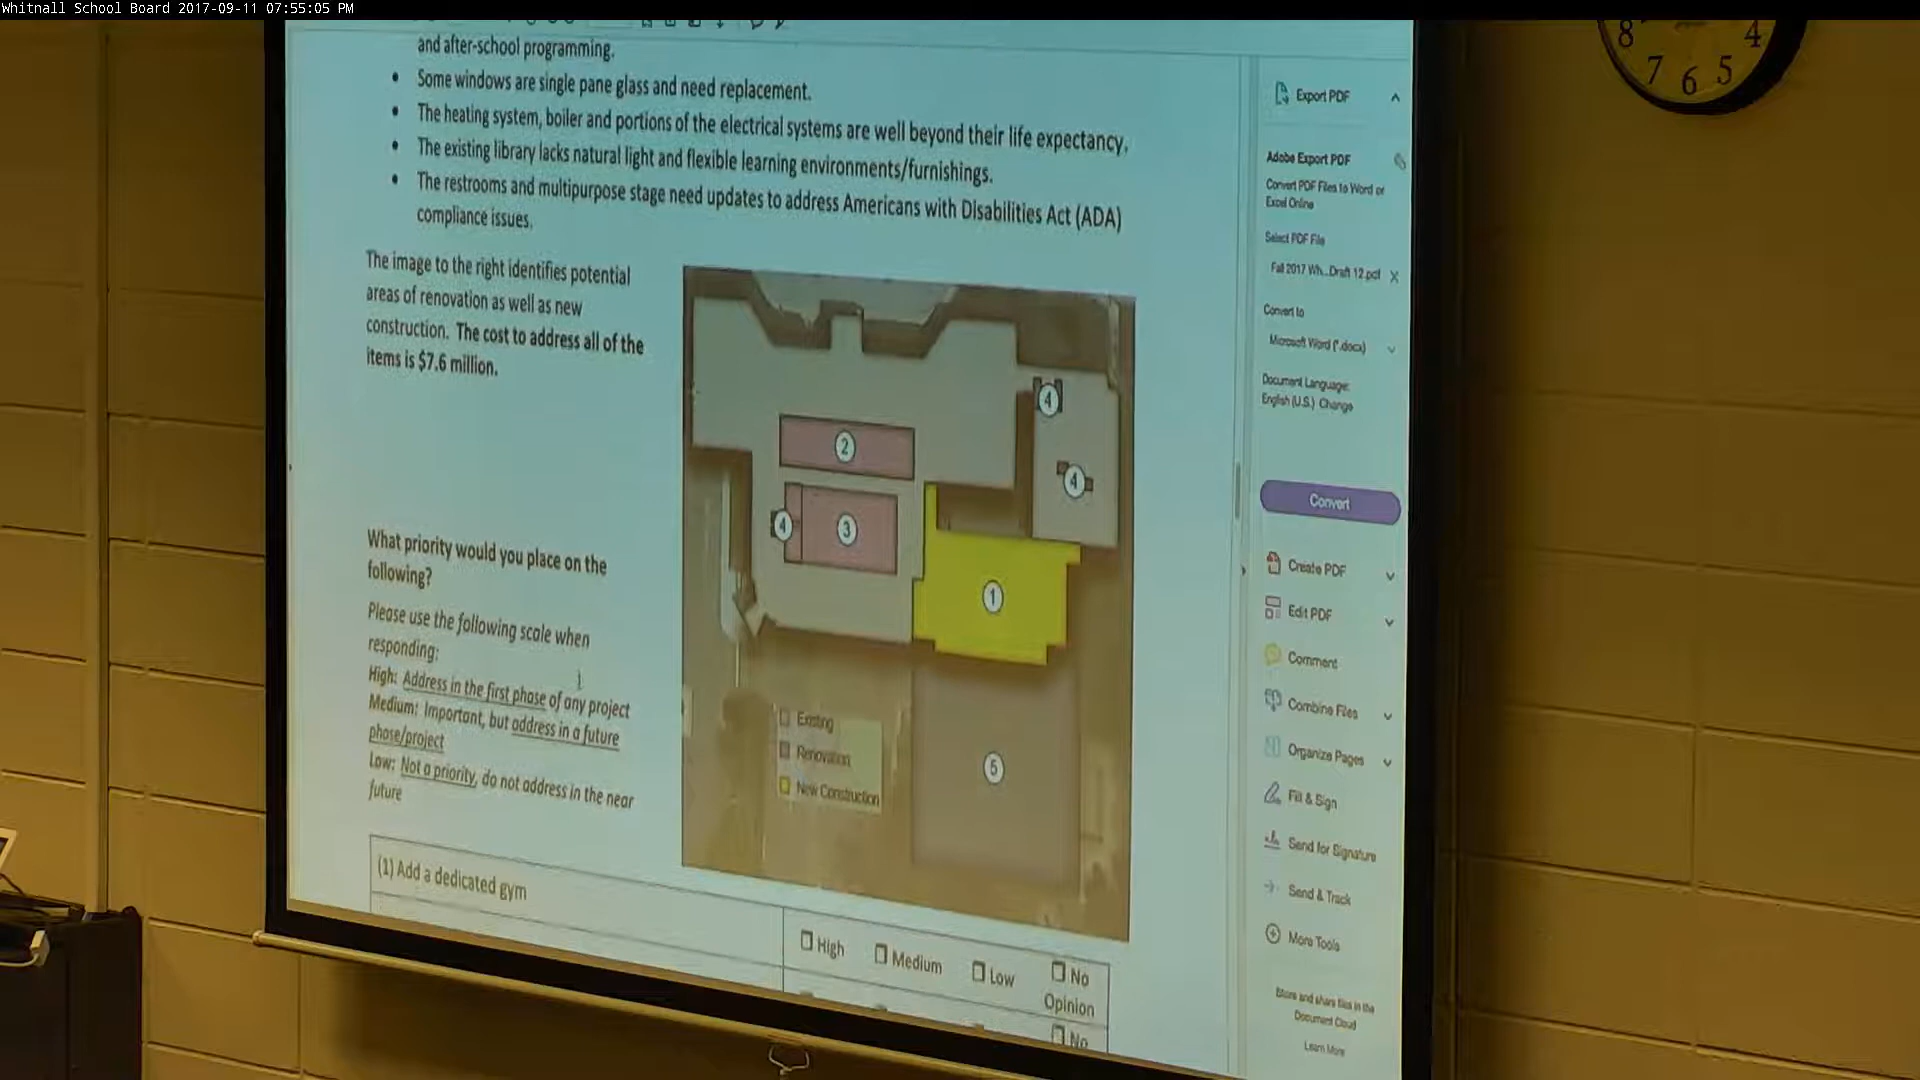 Whitnall School Board 2017-09-11 07:55:05 PM
and after-school programming.
• Some windows are single pane glass and need replacement.
• The heating system, boiler and portions of the electrical systems are well beyond their life expectancy.
• The existing library lacks natural light and flexible learning environments/furnishings.
• The restrooms and multipurpose stage need updates to address Americans with Disabilities Act (ADA)
compliance issues.
The image to the right identifies potential
areas of renovation as well as new
construction. The cost to address all of the
items is $7.6 million.
What priority would you place on the
following?
Please use the following scale when
responding:
High: Address in the first phase of any project
Medium: Important, but address in a future
phase/project
Low: Not a priority, do not address in the near
future
4
2
4
4
3
1
5
Existing
Renovation
New Construction
(1) Add a dedicated gym
High
Medium
Low
No
Opinion
No
Export PDF
Adobe Export PDF
Convert PDF Files to Word or
Excel Online
Select PDF File
Fall 2017 Wh...Draft 12.pdf
Convert to
Microsoft Word (*.docx)
Document Language:
English (U.S.) Change
Convert
Create PDF
Edit PDF
Comment
Combine Files
Organize Pages
Fill & Sign
Send for Signature
Send & Track
More Tools
Store and share files in the
Document Cloud
Learn More
8
7
6
5
4